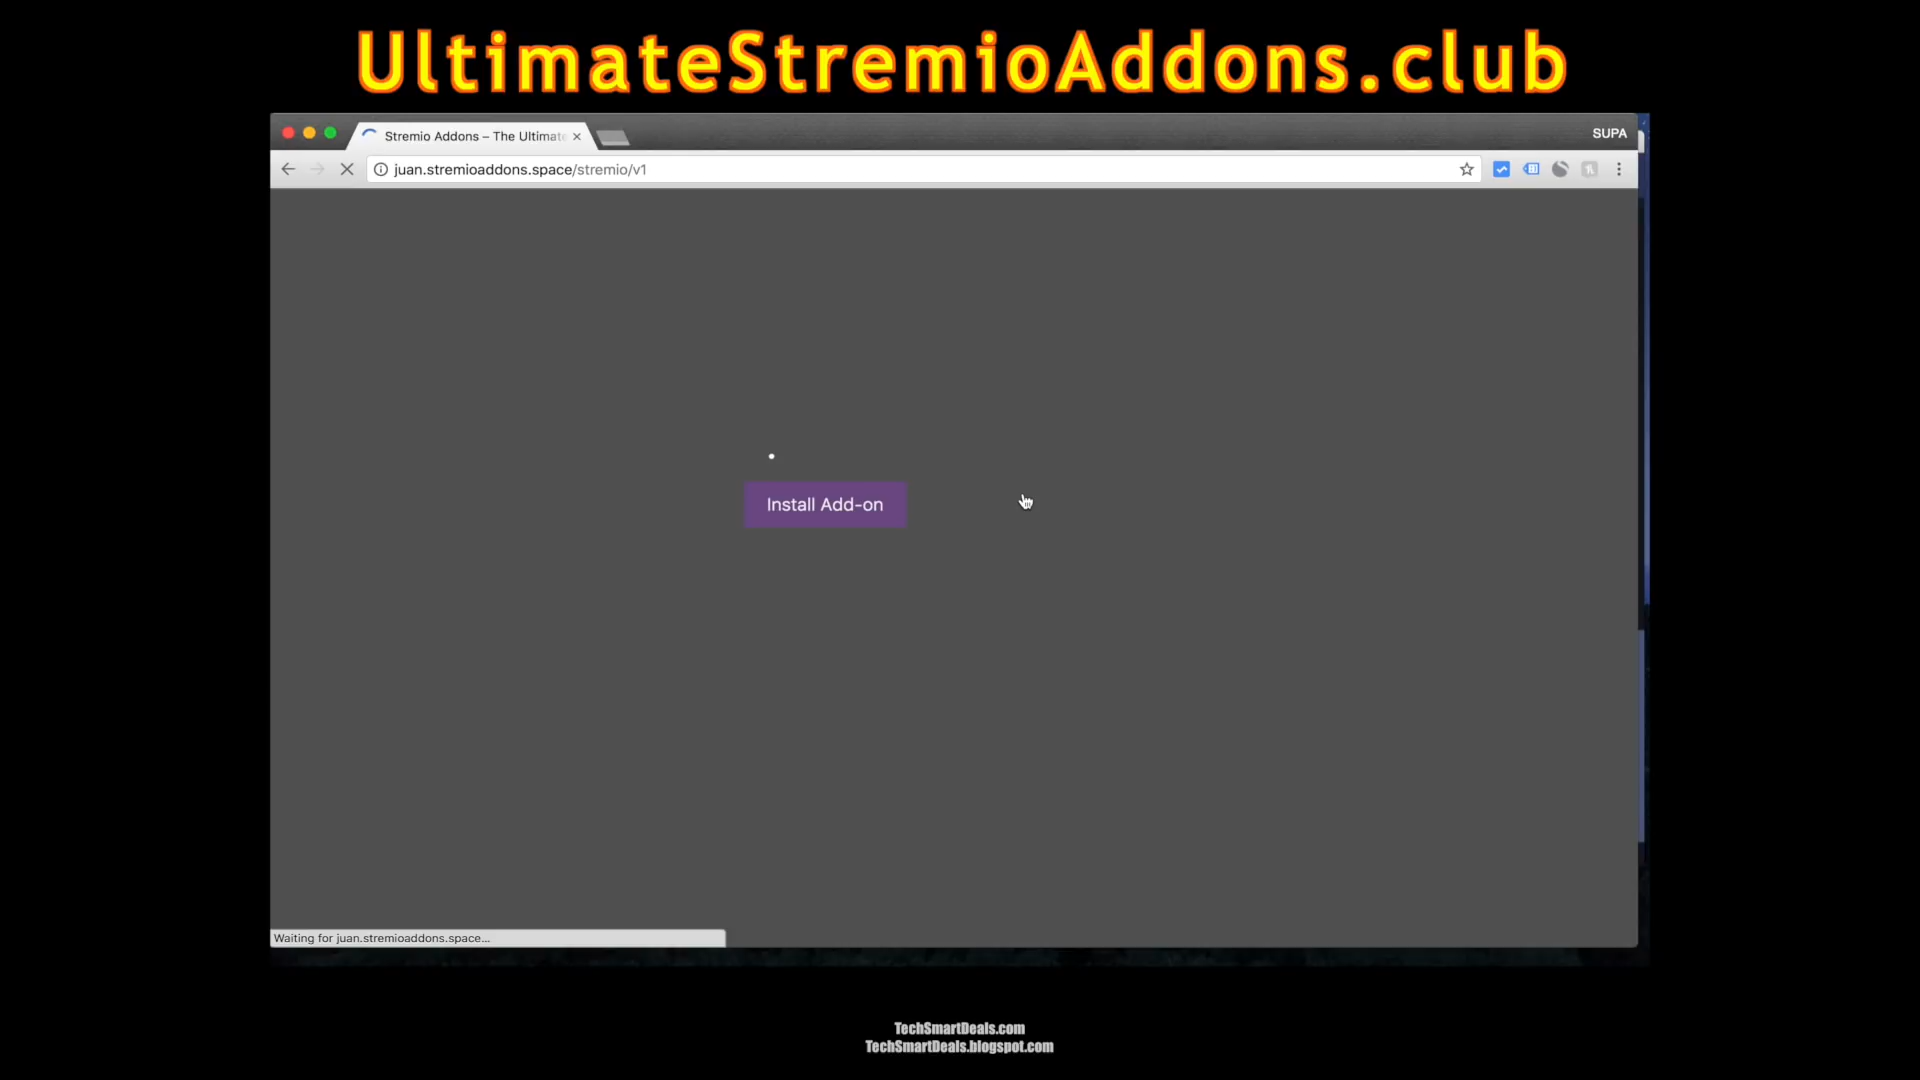 UltimateStremioAddons.club
Stremio Addons – The Ultimate
SUPA
juan.stremioaddons.space/stremio/v1
Install Add-on
Waiting for juan.stremioaddons.space...
TechSmartDeals.com
TechSmartDeals.blogspot.com